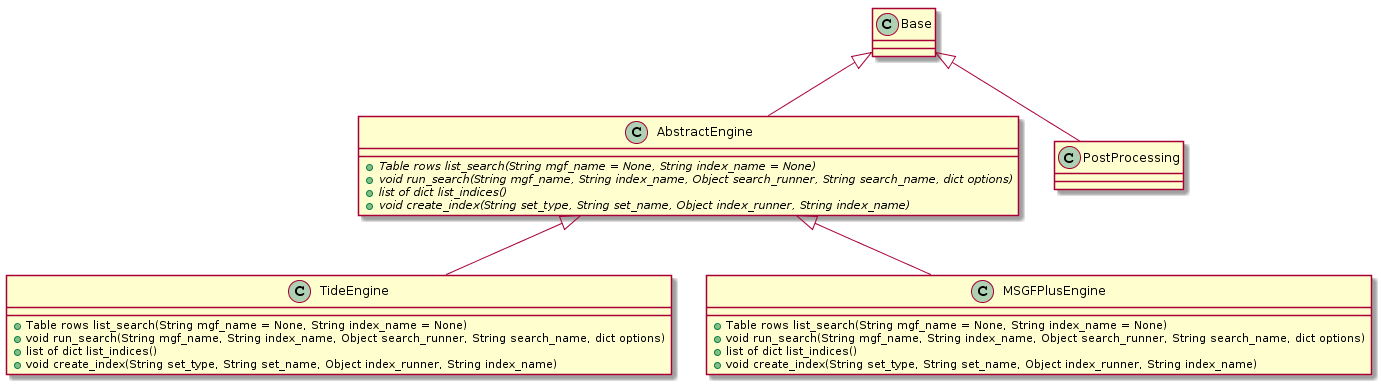 C Base
C AbstractEngine
Table rows list_search(String mgf_name = None, String index_name = None)
void run_search(String mgf_name, String index_name, Object search_runner, String search_name, dict options)
list of dict list_indices()
void create_index(String set_type, String set_name, Object index_runner, String index_name)
C PostProcessing
C TideEngine
Table rows list_search(String mgf_name = None, String index_name = None)
void run_search(String mgf_name, String index_name, Object search_runner, String search_name, dict options)
list of dict list_indices()
void create_index(String set_type, String set_name, Object index_runner, String index_name)
C MSGFPlusEngine
Table rows list_search(String mgf_name = None, String index_name = None)
void run_search(String mgf_name, String index_name, Object search_runner, String search_name, dict options)
list of dict list_indices()
void create_index(String set_type, String set_name, Object index_runner, String index_name)